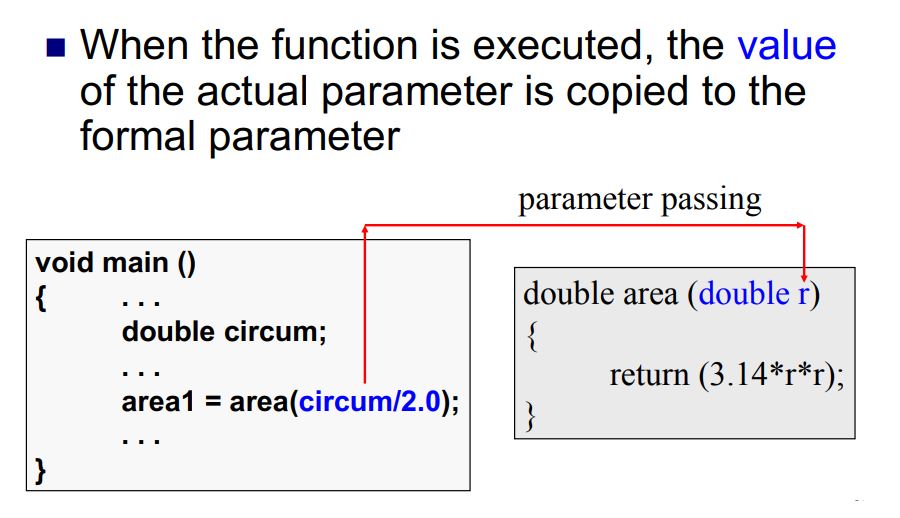 When the function is executed, the value
of the actual parameter is copied to the
formal parameter
parameter passing
void main ()
{ . . .
double circum;
. . .
area1 = area(circum/2.0);
. . .
}
double area (double r)
{
return (3.14*r*r);
}